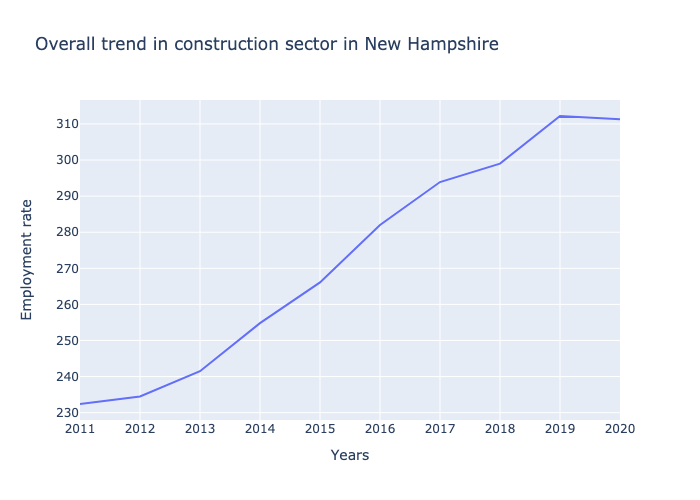 Overall trend in construction sector in New Hampshire
310
300
290
280
270
260
250
240
230
Employment rate
2011 2012 2013 2014 2015 2016 2017 2018 2019 2020
Years